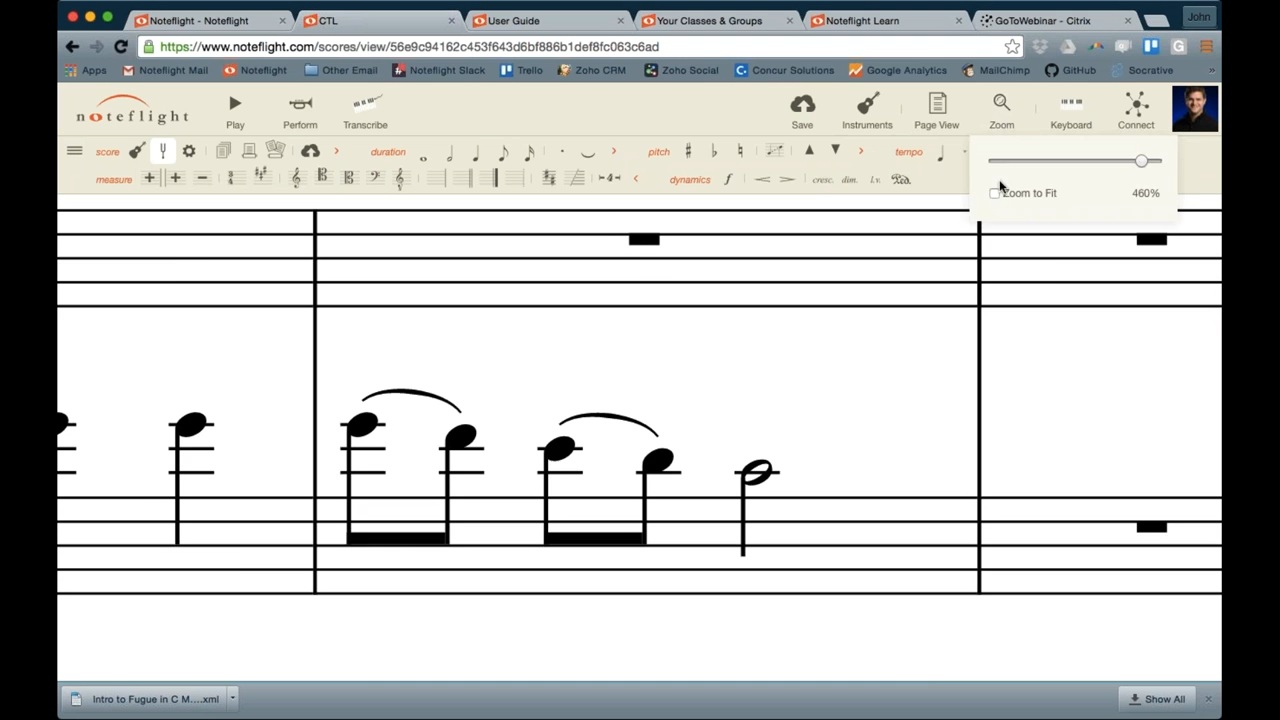 Noteflight - Noteflight
CTL
User Guide
Your Classes & Groups
Noteflight Learn
GoToWebinar - Citrix
John
https://www.noteflight.com/scores/view/56e9c94162c453f643d6bf886b1def8fc063c6ad
Apps
Noteflight Mail
Noteflight
Other Email
Noteflight Slack
Trello
Zoho CRM
Zoho Social
Concur Solutions
Google Analytics
MailChimp
GitHub
Socrative
»
noteflight
Play
Perform
Transcribe
Save
Instruments
Page View
Zoom
Keyboard
Connect
score
duration
pitch
tempo
measure
dynamics
f
cresc.
dim.
l.v.
Ped.
Zoom to Fit
460%
Intro to Fugue in C M....xml
Show All